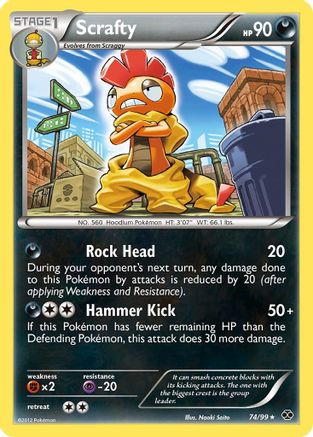 STAGE1
Scrafty
HP90
Evolves from Scraggy
NO. 560 Hoodlum Pokémon HT: 3'07" WT: 66.1 lbs.
Rock Head 20
During your opponent's next turn, any damage done
to this Pokémon by attacks is reduced by 20 (after
applying Weakness and Resistance).
Hammer Kick 50+
If this Pokémon has fewer remaining HP than the
Defending Pokémon, this attack does 30 more damage.
weakness
×2
resistance
-20
retreat
It can smash concrete blocks with
its kicking attacks. The one with
the biggest crest is the group
leader.
©2012 Pokémon
Illus. Naoki Saito
74/99 ★